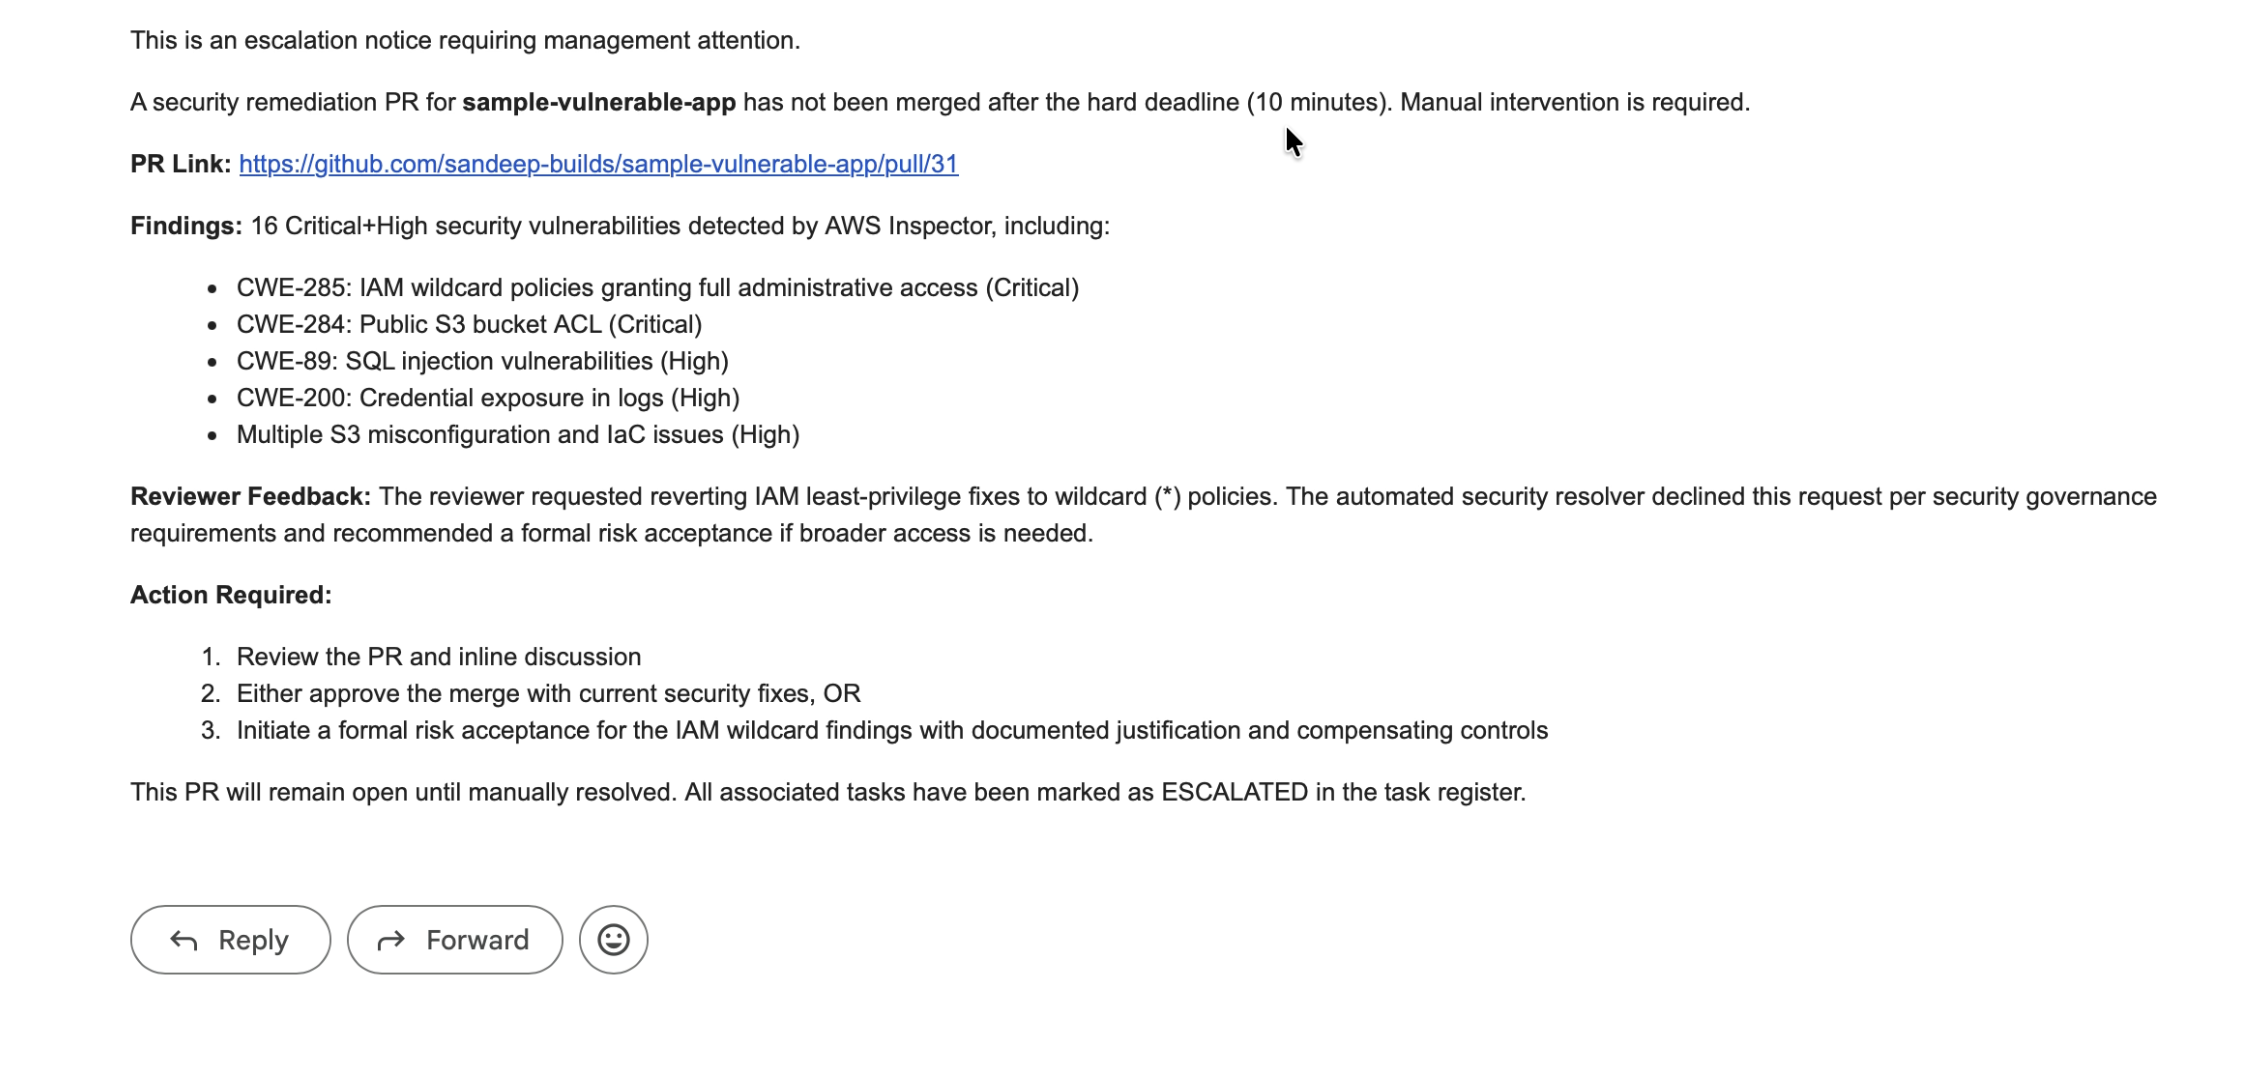 This is an escalation notice requiring management attention.
A security remediation PR for sample-vulnerable-app has not been merged after the hard deadline (10 minutes). Manual intervention is required.
PR Link: https://github.com/sandeep-builds/sample-vulnerable-app/pull/31
Findings: 16 Critical+High security vulnerabilities detected by AWS Inspector, including:
• CWE-285: IAM wildcard policies granting full administrative access (Critical)
• CWE-284: Public S3 bucket ACL (Critical)
• CWE-89: SQL injection vulnerabilities (High)
• CWE-200: Credential exposure in logs (High)
• Multiple S3 misconfiguration and IaC issues (High)
Reviewer Feedback: The reviewer requested reverting IAM least-privilege fixes to wildcard (*) policies. The automated security resolver declined this request per security governance
requirements and recommended a formal risk acceptance if broader access is needed.
Action Required:
1. Review the PR and inline discussion
2. Either approve the merge with current security fixes, OR
3. Initiate a formal risk acceptance for the IAM wildcard findings with documented justification and compensating controls
This PR will remain open until manually resolved. All associated tasks have been marked as ESCALATED in the task register.
Reply Forward